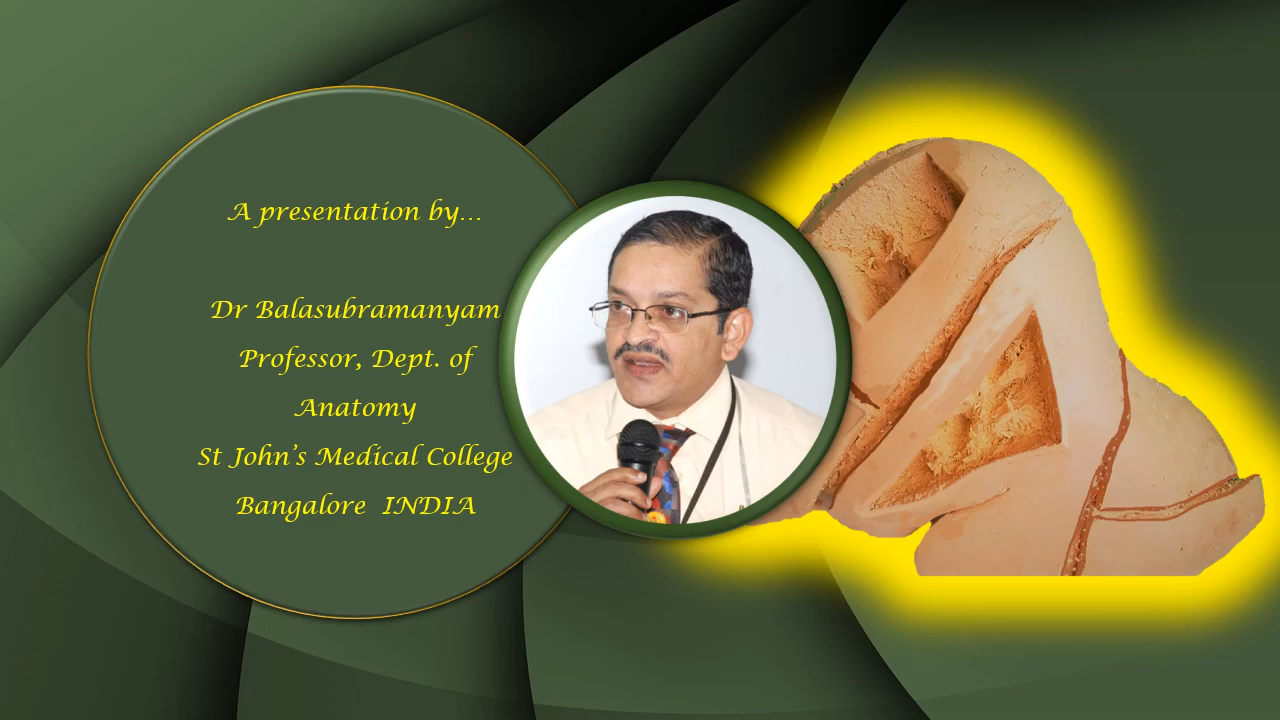 A presentation by...
Dr Balasubramanyam
Professor, Dept. of
Anatomy
St John's Medical College
Bangalore  INDIA